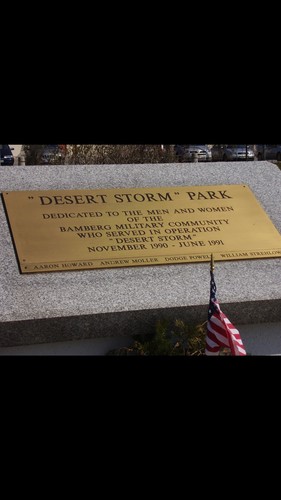 "DESERT STORM" PARK
DEDICATED TO THE MEN AND WOMEN
OF THE
BAMBERG MILITARY COMMUNITY
WHO SERVED IN OPERATION
"DESERT STORM"
NOVEMBER 1990 - JUNE 1991
AARON HOWARD ANDREW MOLLER DODGE POWELL WILLIAM STREHLOW